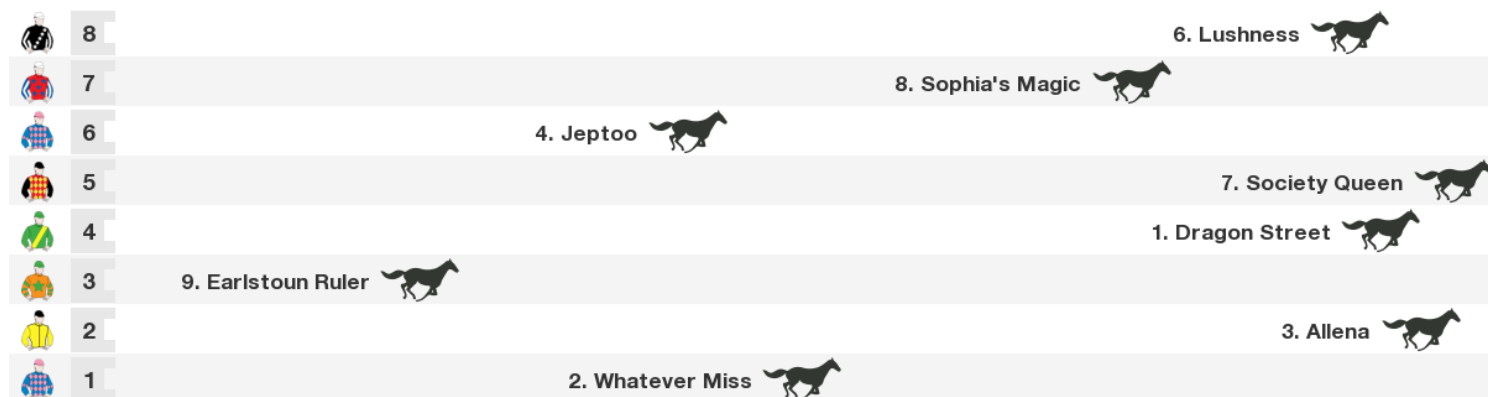 8 6. Lushness
7 8. Sophia's Magic
6 4. Jeptoo
5 7. Society Queen
4 1. Dragon Street
3 9. Earlstoun Ruler
2 3. Allena
1 2. Whatever Miss